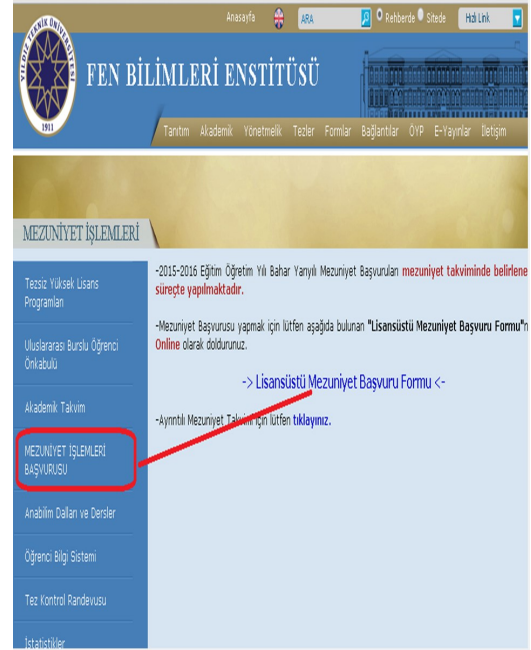 Anasayfa ARA Rehberde Sitede Hızlı Link
YILDIZ TEKNİK ÜNİVERSİTESİ
1911
FEN BİLİMLERİ ENSTİTÜSÜ
Tanıtım Akademik Yönetmelik Tezler Formlar Bağlantılar ÖYP E-Yayınlar İletişim
MEZUNİYET İŞLEMLERİ
Tezsiz Yüksek Lisans
Programları
Uluslararası Burslu Öğrenci
Önkabulü
Akademik Takvim
MEZUNİYET İŞLEMLERİ
BAŞVURUSU
Anabilim Dalları ve Dersler
Öğrenci Bilgi Sistemi
Tez Kontrol Randevusu
İstatistikler
-2015-2016 Eğitim Öğretim Yılı Bahar Yarıyılı Mezuniyet Başvuruları mezuniyet takviminde belirlene
süreçte yapılmaktadır.
-Mezuniyet Başvurusu yapmak için lütfen aşağıda bulunan "Lisansüstü Mezuniyet Başvuru Formu"n
Online olarak doldurunuz.
-> Lisansüstü Mezuniyet Başvuru Formu <-
-Ayrıntılı Mezuniyet Takvimi için lütfen tıklayınız.